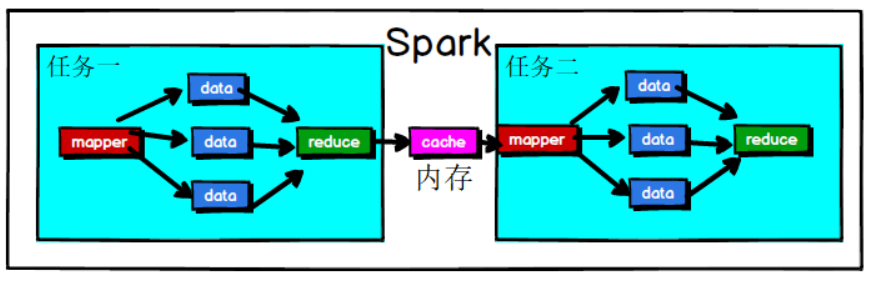 Spark
任务一
data
mapper
data
reduce
data
cache
内存
任务二
data
mapper
data
reduce
data